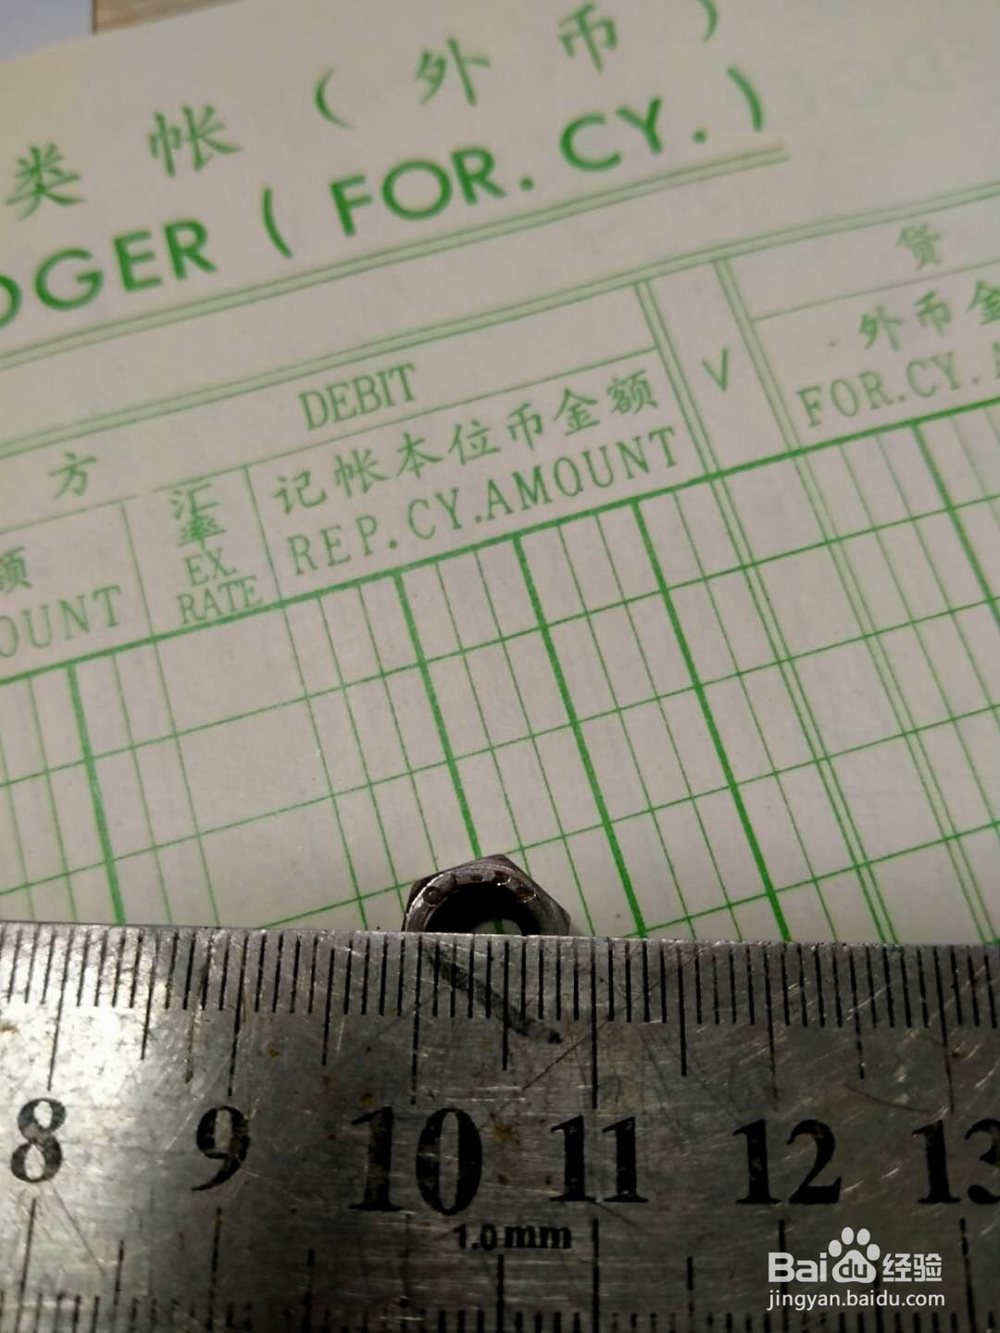 类帐(外币)
DGER (FOR. CY.)
方 DEBIT
贷
额
OUNT
汇率
EX.
RATE
记帐本位币金额
REP.CY.AMOUNT
√
外币金
FOR.CY.
8 9 10 11 12 13
1.0mm
Baidu 经验
jingyan.baidu.com